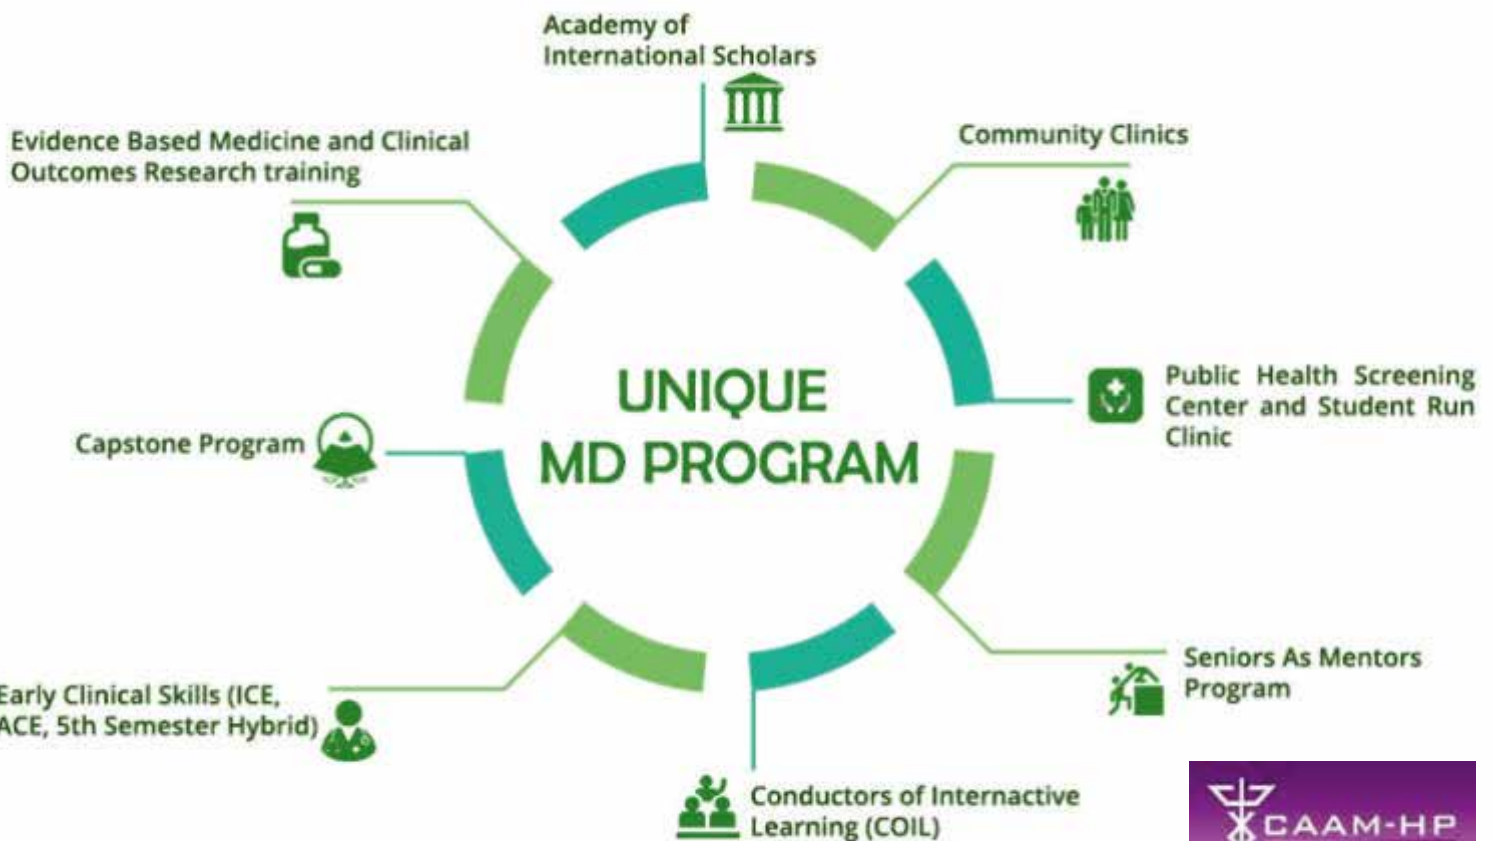 Academy of
International Scholars
Evidence Based Medicine and Clinical
Outcomes Research training
Community Clinics
UNIQUE
MD PROGRAM
Public Health Screening
Center and Student Run
Clinic
Capstone Program
Seniors As Mentors
Program
Early Clinical Skills (ICE,
ACE, 5th Semester Hybrid)
Conductors of Internactive
Learning (COIL)
CAAM-HP